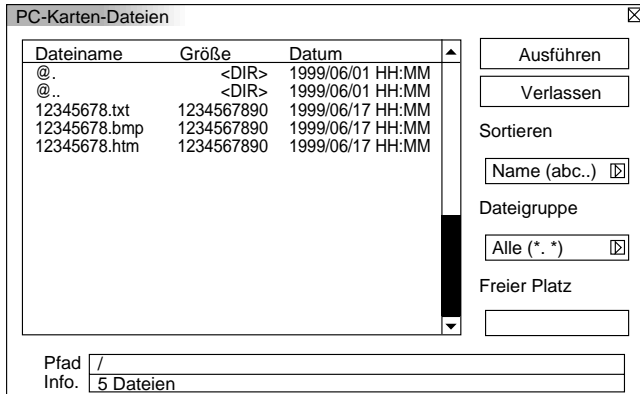 PC-Karten-Dateien
Dateiname Größe Datum
@. <DIR> 1999/06/01 HH:MM
@.. <DIR> 1999/06/01 HH:MM
12345678.txt 1234567890 1999/06/17 HH:MM
12345678.bmp 1234567890 1999/06/17 HH:MM
12345678.htm 1234567890 1999/06/17 HH:MM
Ausführen
Verlassen
Sortieren
Name (abc..)
Dateigruppe
Alle (*. *)
Freier Platz
Pfad /
Info. 5 Dateien